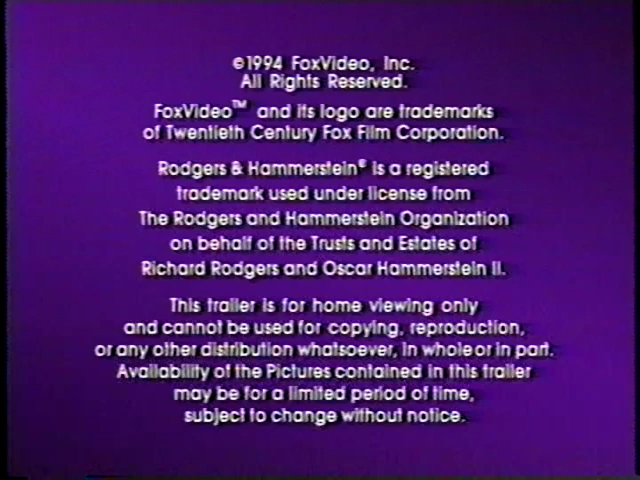 ©1994 FoxVideo, Inc.
All Rights Reserved.
FoxVideo™ and its logo are trademarks
of Twentieth Century Fox Film Corporation.
Rodgers & Hammerstein® is a registered
trademark used under license from
The Rodgers and Hammerstein Organization
on behalf of the Trusts and Estates of
Richard Rodgers and Oscar Hammerstein II.
This trailer is for home viewing only
and cannot be used for copying, reproduction,
or any other distribution whatsoever, in whole or in part.
Availability of the Pictures contained in this trailer
may be for a limited period of time,
subject to change without notice.